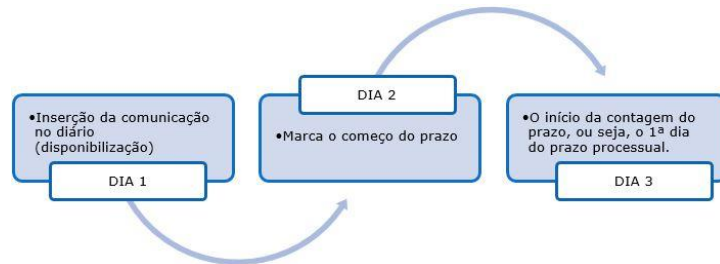 •Inserção da comunicação
no diário
(disponibilização)
DIA 1
DIA 2
•Marca o começo do prazo
•O início da contagem do
prazo, ou seja, o 1ª dia
do prazo processual.
DIA 3